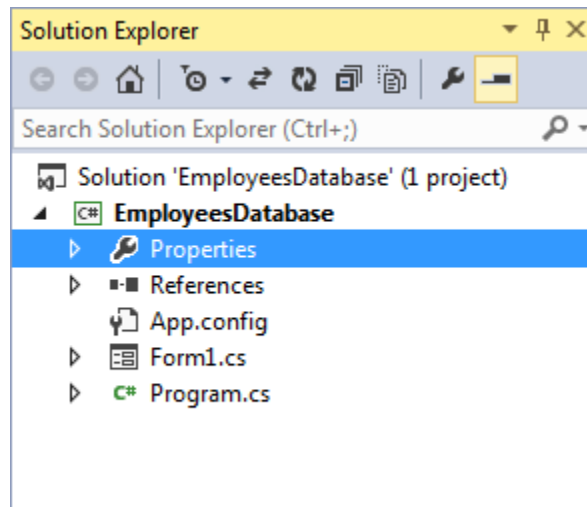 Solution Explorer
Search Solution Explorer (Ctrl+;)
Solution 'EmployeesDatabase' (1 project)
C# EmployeesDatabase
Properties
References
App.config
Form1.cs
C# Program.cs